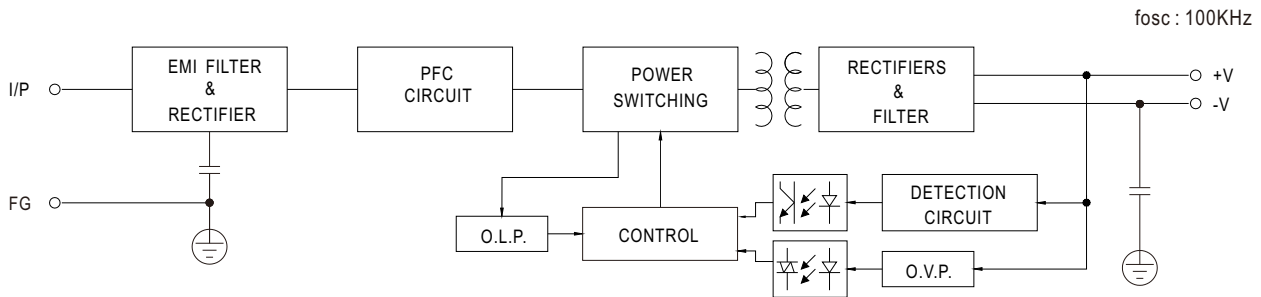 fosc : 100KHz
I/P
EMI FILTER
&
RECTIFIER
PFC
CIRCUIT
POWER
SWITCHING
RECTIFIERS
&
FILTER
+V
-V
FG
O.L.P.
CONTROL
DETECTION
CIRCUIT
O.V.P.